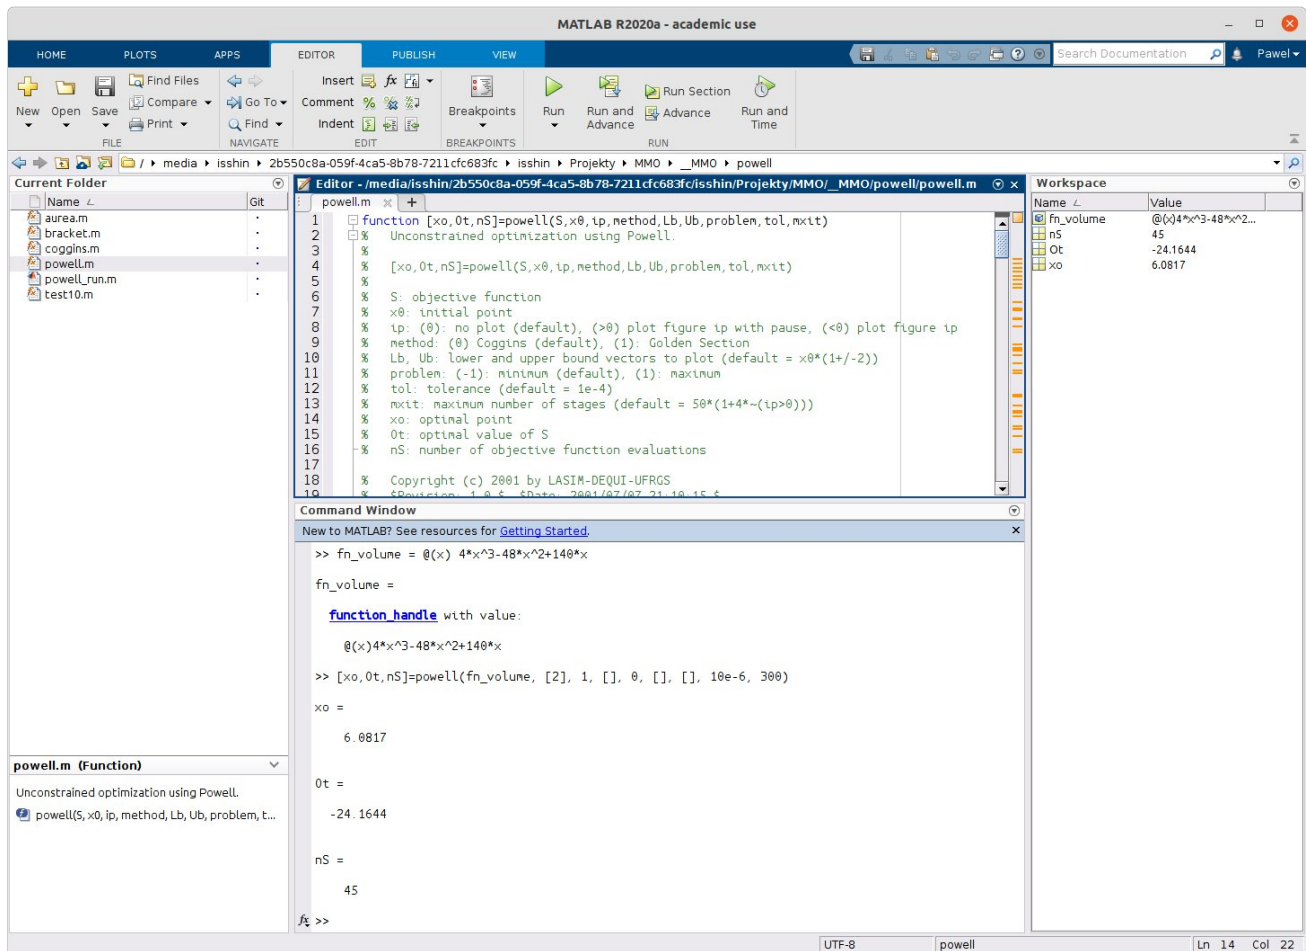 MATLAB R2020a - academic use
HOME PLOTS APPS EDITOR PUBLISH VIEW Search Documentation Pawel
New Open Save Find Files Compare Print
FILE
Go To Find
NAVIGATE
Insert fx
Comment %
Indent
EDIT
Breakpoints
BREAKPOINTS
Run Run and Advance Run Section Advance Run and Time
RUN
/ media isshin 2b550c8a-059f-4ca5-8b78-7211cfc683fc isshin Projekty MMO __MMO powell
Current Folder
Name Git
aurea.m
bracket.m
coggins.m
powell.m
powell_run.m
test10.m
powell.m (Function)
Unconstrained optimization using Powell.
powell(S, x0, ip, method, Lb, Ub, problem, t...
Editor - /media/isshin/2b550c8a-059f-4ca5-8b78-7211cfc683fc/isshin/Projekty/MMO/__MMO/powell/powell.m
powell.m
1 function [xo,Ot,nS]=powell(S,x0,ip,method,Lb,Ub,problem,tol,mxit)
2 % Unconstrained optimization using Powell.
3 %
4 % [xo,Ot,nS]=powell(S,x0,ip,method,Lb,Ub,problem,tol,mxit)
5 %
6 % S: objective function
7 % x0: initial point
8 % ip: (0): no plot (default), (>0) plot figure ip with pause, (<0) plot figure ip
9 % method: (0) Coggins (default), (1): Golden Section
10 % Lb, Ub: lower and upper bound vectors to plot (default = x0*(1+/-2))
11 % problem: (-1): minimum (default), (1): maximum
12 % tol: tolerance (default = 1e-4)
13 % mxit: maximum number of stages (default = 50*(1+4*~(ip>0)))
14 % xo: optimal point
15 % Ot: optimal value of S
16 % nS: number of objective function evaluations
17
18 % Copyright (c) 2001 by LASIM-DEQUI-UFRGS
19 % $Revision: 1.0 $ $Date: 2001/07/07 21:10:15 $
Command Window
New to MATLAB? See resources for Getting Started.
>> fn_volume = @(x) 4*x^3-48*x^2+140*x
fn_volume =
function_handle with value:
@(x)4*x^3-48*x^2+140*x
>> [xo,Ot,nS]=powell(fn_volume, [2], 1, [], 0, [], [], 10e-6, 300)
xo =
6.0817
Ot =
-24.1644
nS =
45
fx >>
Workspace
Name Value
fn_volume @(x)4*x^3-48*x^2...
nS 45
Ot -24.1644
xo 6.0817
UTF-8 powell Ln 14 Col 22